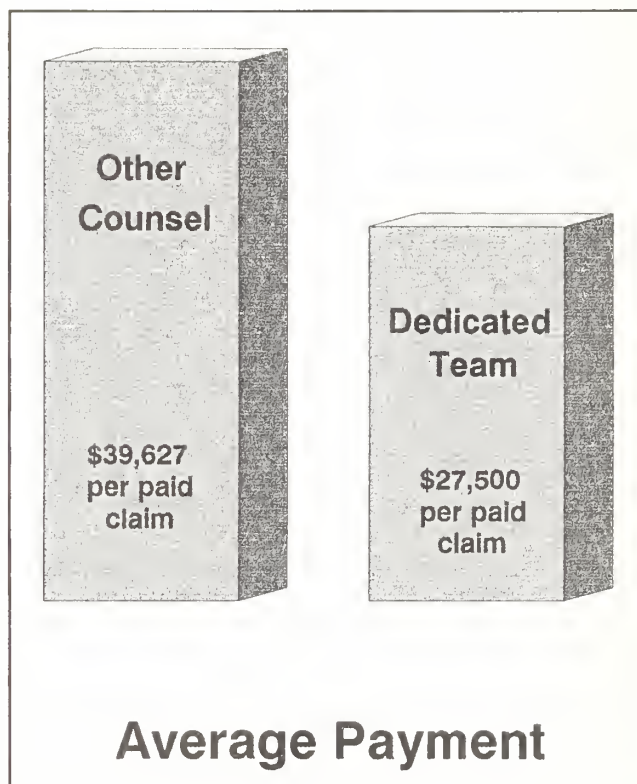 Other
Counsel
$39,627
per paid
claim
Dedicated
Team
$27,500
per paid
claim
Average Payment